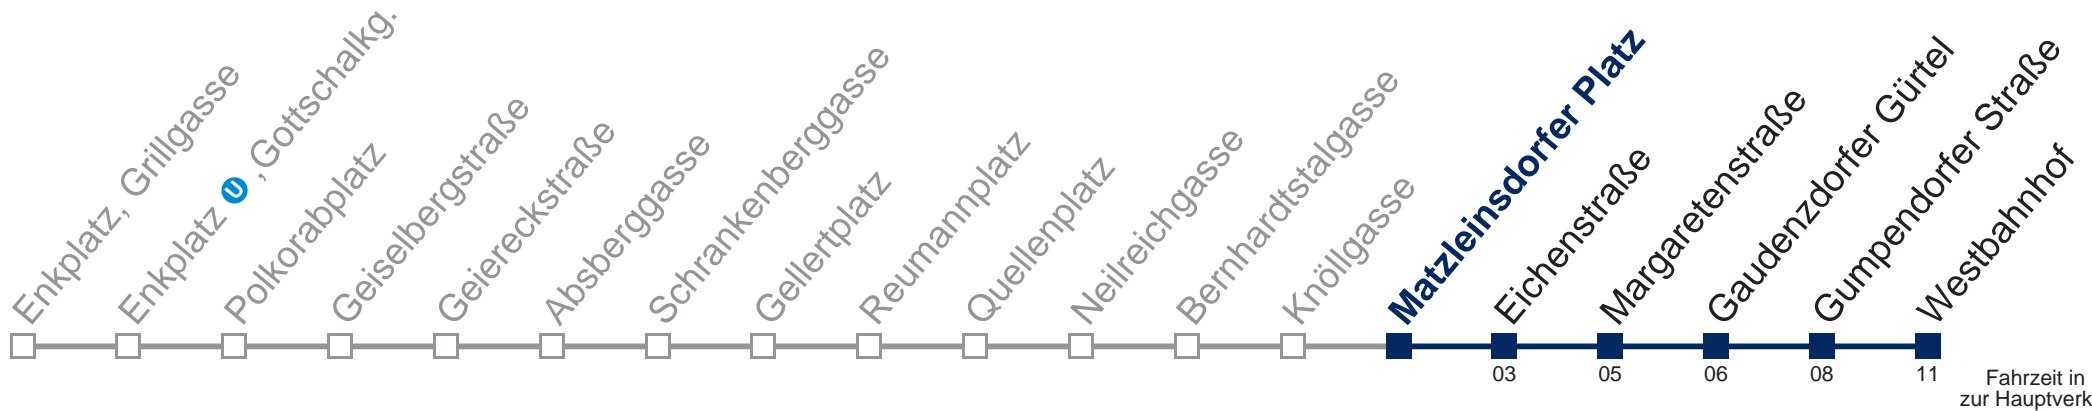 Enkplatz, Grillgasse
Enkplatz U , Gottschalkg.
Polkorabplatz
Geiselbergstraße
Geiereckstraße
Absberggasse
Schrankenberggasse
Gellertplatz
Reumannplatz
Quellenplatz
Neilreichgasse
Bernhardtstalgasse
Knöllgasse
Matzleinsdorfer Platz
Eichenstraße
Margaretenstraße
Gaudenzdorfer Gürtel
Gumpendorfer Straße
Westbahnhof
03 05 06 08 11
Fahrzeit in
zur Hauptverk